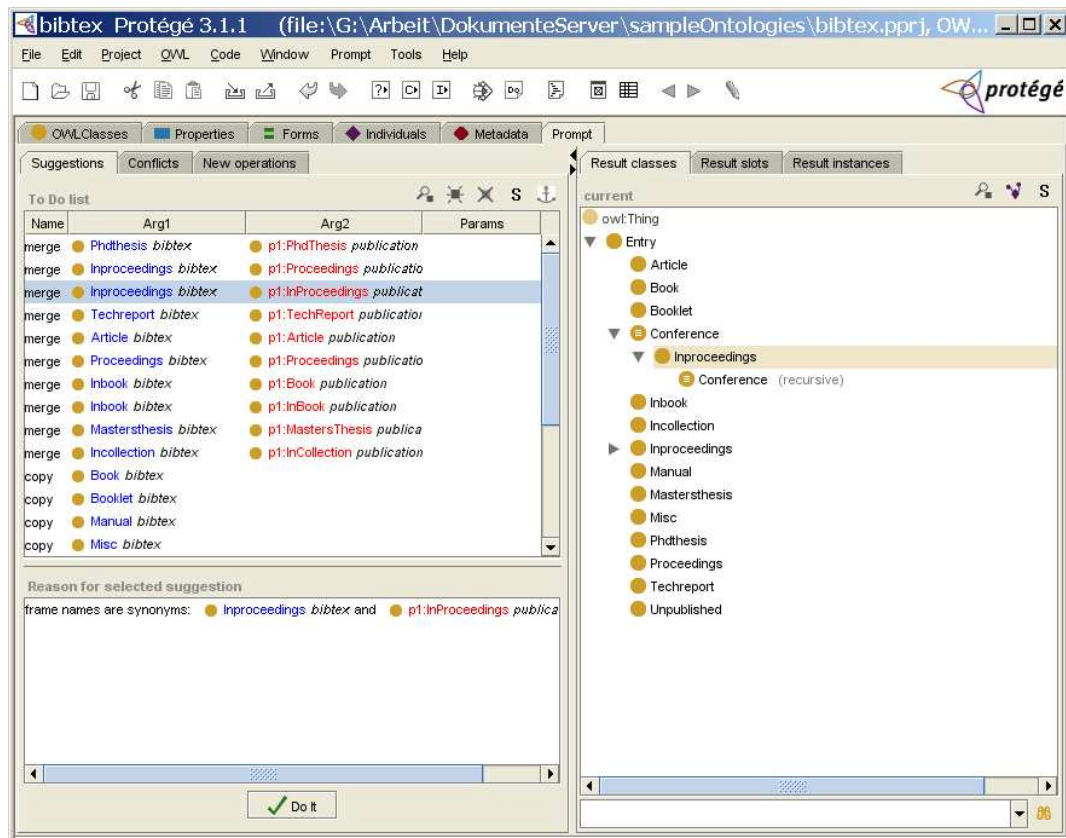 bibtex Protégé 3.1.1 (file:\G:\Arbeit\DokumenteServer\sampleOntologies\bibtex.pprj, OW...
File Edit Project OWL Code Window Prompt Tools Help
protégé
OWLClasses Properties Forms Individuals Metadata Prompt
Suggestions Conflicts New operations
To Do list S
Name Arg1 Arg2 Params
merge Phdthesis bibtex p1:PhdThesis publication
merge Inproceedings bibtex p1:Proceedings publicatio
merge Inproceedings bibtex p1:InProceedings publicat
merge Techreport bibtex p1:TechReport publication
merge Article bibtex p1:Article publication
merge Proceedings bibtex p1:Proceedings publicatio
merge Inbook bibtex p1:Book publication
merge Inbook bibtex p1:InBook publication
merge Mastersthesis bibtex p1:MastersThesis publica
merge Incollection bibtex p1:InCollection publication
copy Book bibtex
copy Booklet bibtex
copy Manual bibtex
copy Misc bibtex
Reason for selected suggestion
frame names are synonyms: Inproceedings bibtex and p1:InProceedings publica
Do It
Result classes Result slots Result instances
current S
owl:Thing
Entry
Article
Book
Booklet
Conference
Inproceedings
Conference (recursive)
Inbook
Incollection
Inproceedings
Manual
Mastersthesis
Misc
Phdthesis
Proceedings
Techreport
Unpublished